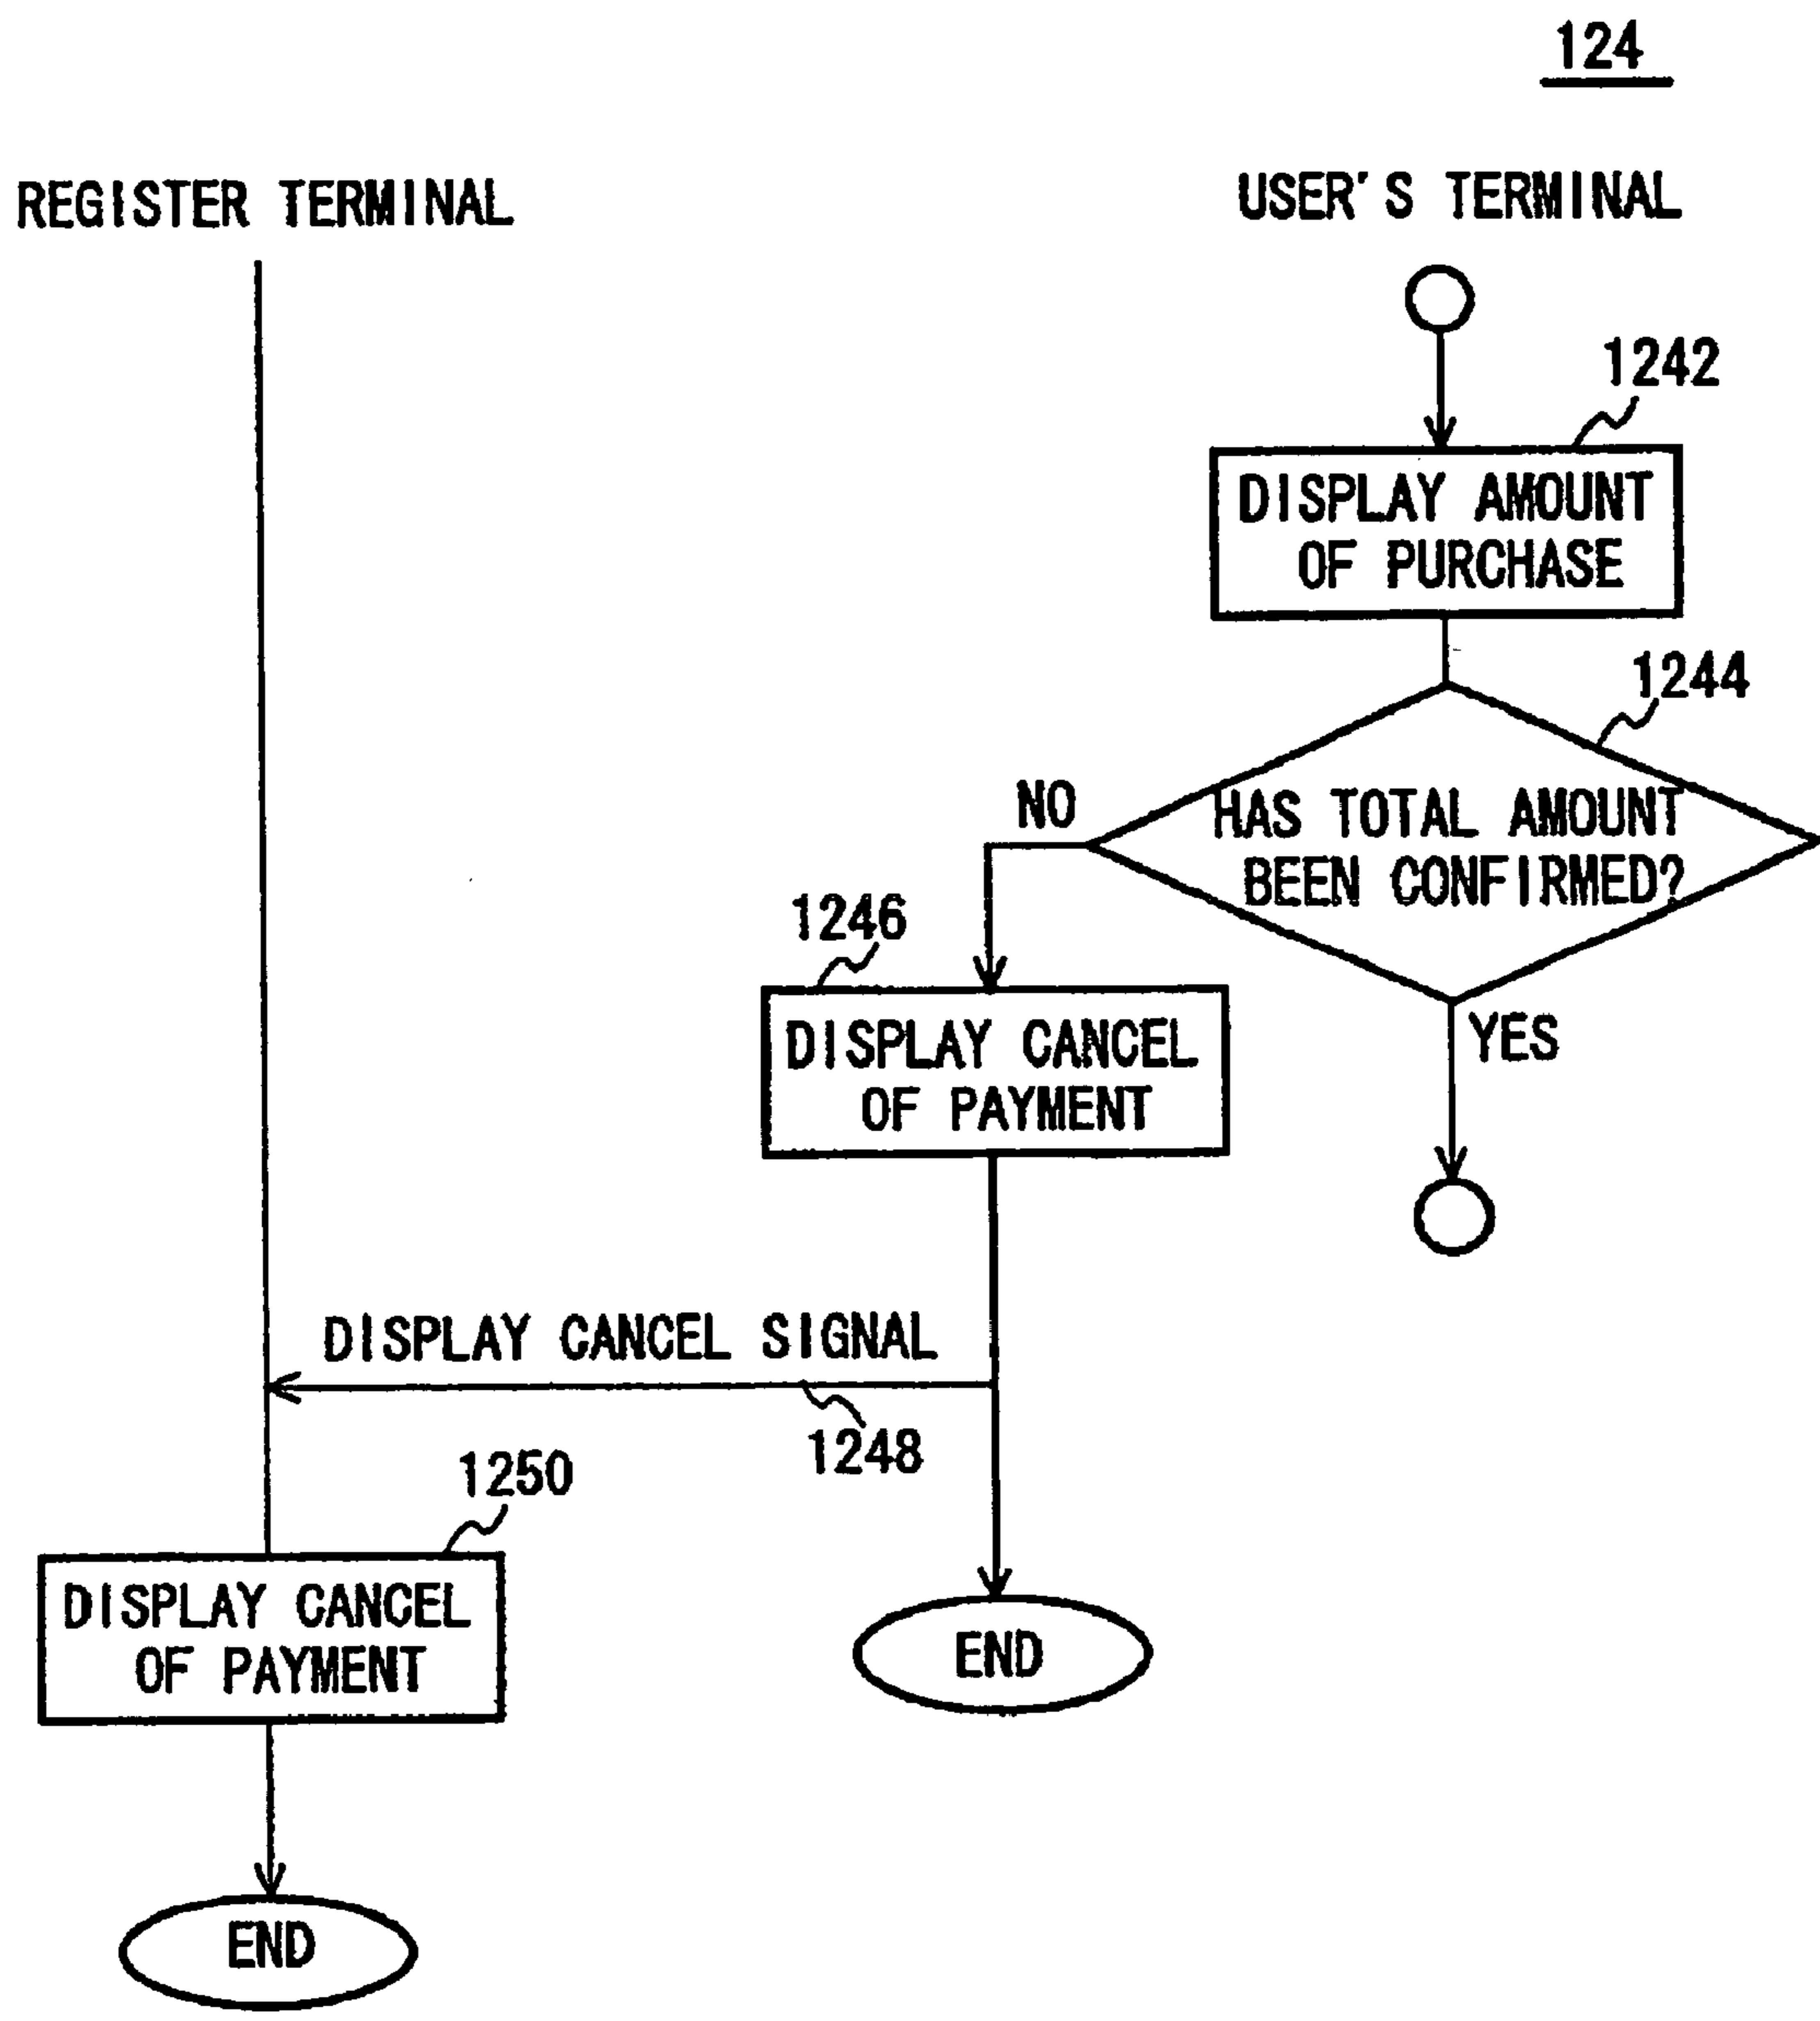 124
REGISTER TERMINAL
USER'S TERMINAL
1242
DISPLAY AMOUNT
OF PURCHASE
1244
NO
HAS TOTAL AMOUNT
BEEN CONFIRMED?
1246
YES
DISPLAY CANCEL
OF PAYMENT
DISPLAY CANCEL SIGNAL
1248
1250
DISPLAY CANCEL
OF PAYMENT
END
END